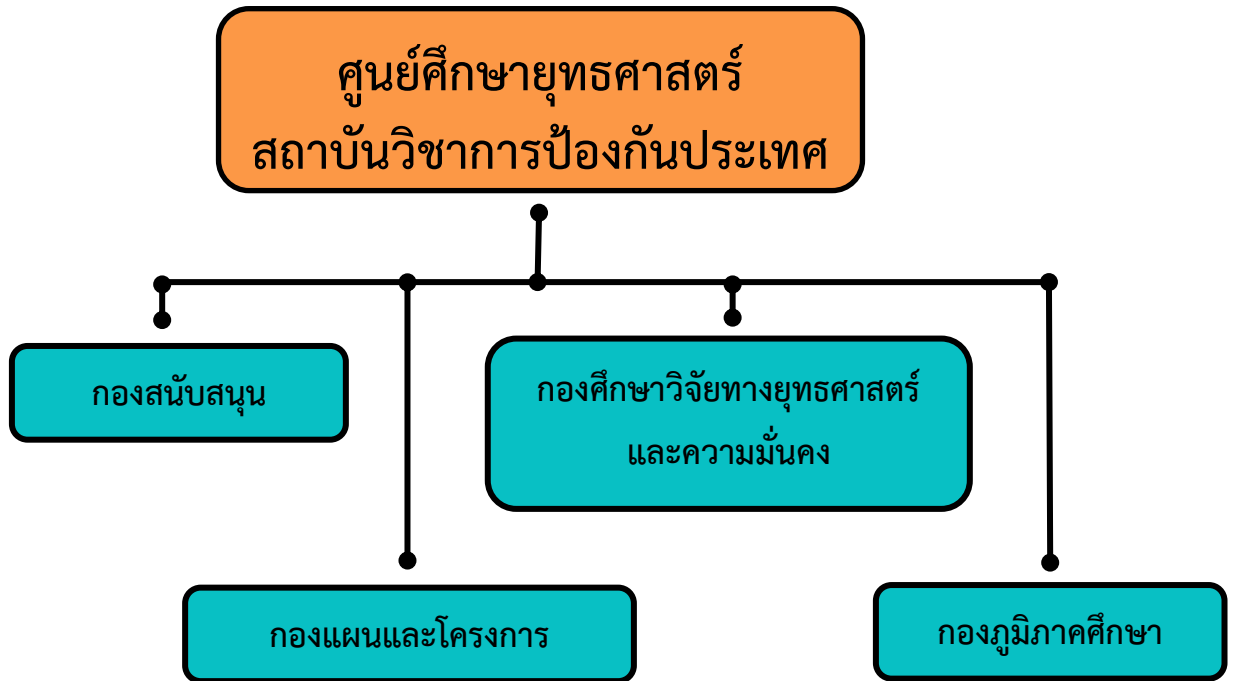 ศูนย์ศึกษายุทธศาสตร์
สถาบันวิชาการป้องกันประเทศ
กองสนับสนุน
กองศึกษาวิจัยทางยุทธศาสตร์
และความมั่นคง
กองแผนและโครงการ
กองภูมิภาคศึกษา